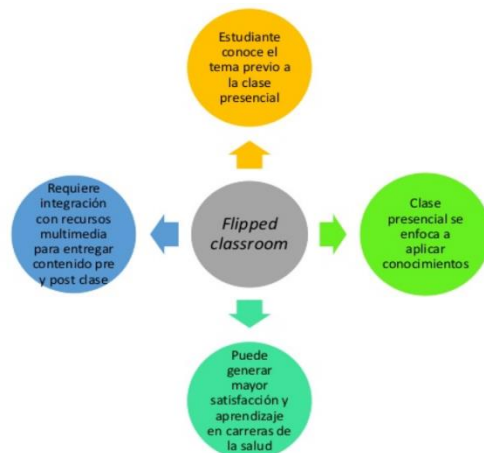 Estudiante
conoce el
tema previo a
la clase
presencial
Requiere
integración
con recursos
multimedia
para entregar
contenido pre
y post clase
Flipped
classroom
Clase
presencial se
enfoca a
aplicar
conocimientos
Puede
generar
mayor
satisfacción y
aprendizaje
en carreras de
la salud